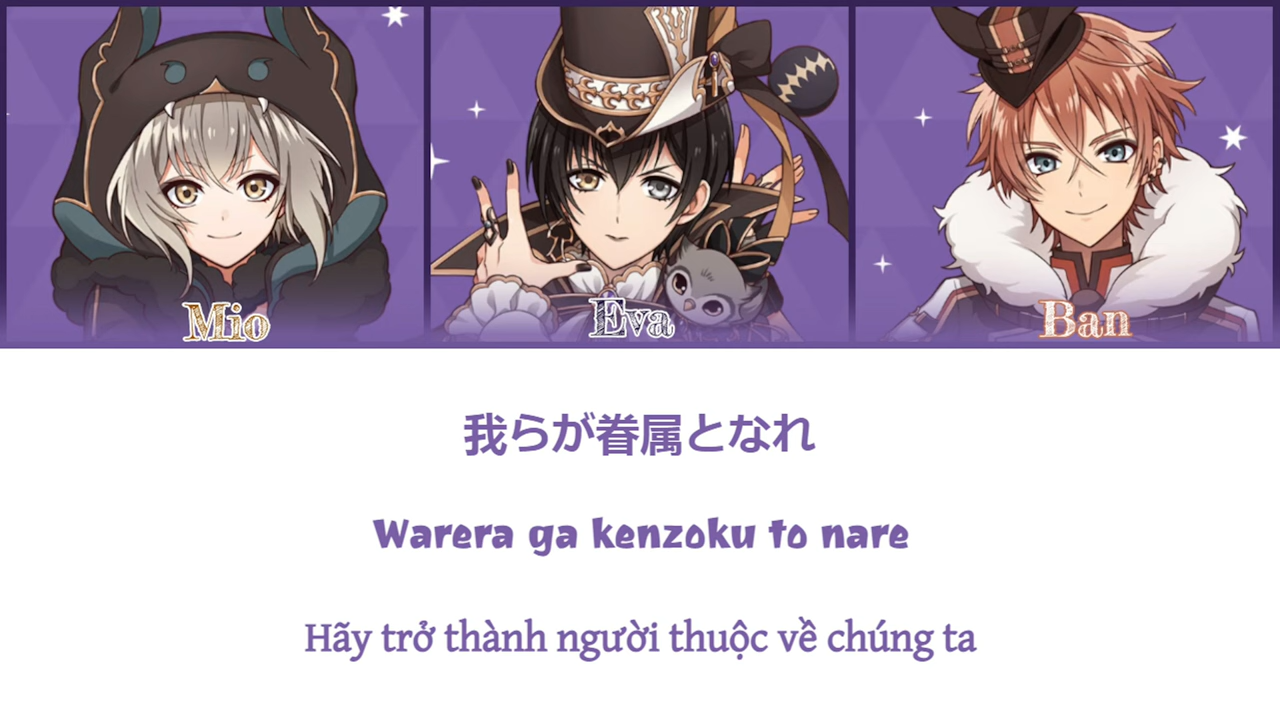 Mio
Eva
Ban
我らが眷属となれ
Warera ga kenzoku to nare
Hãy trở thành người thuộc về chúng ta